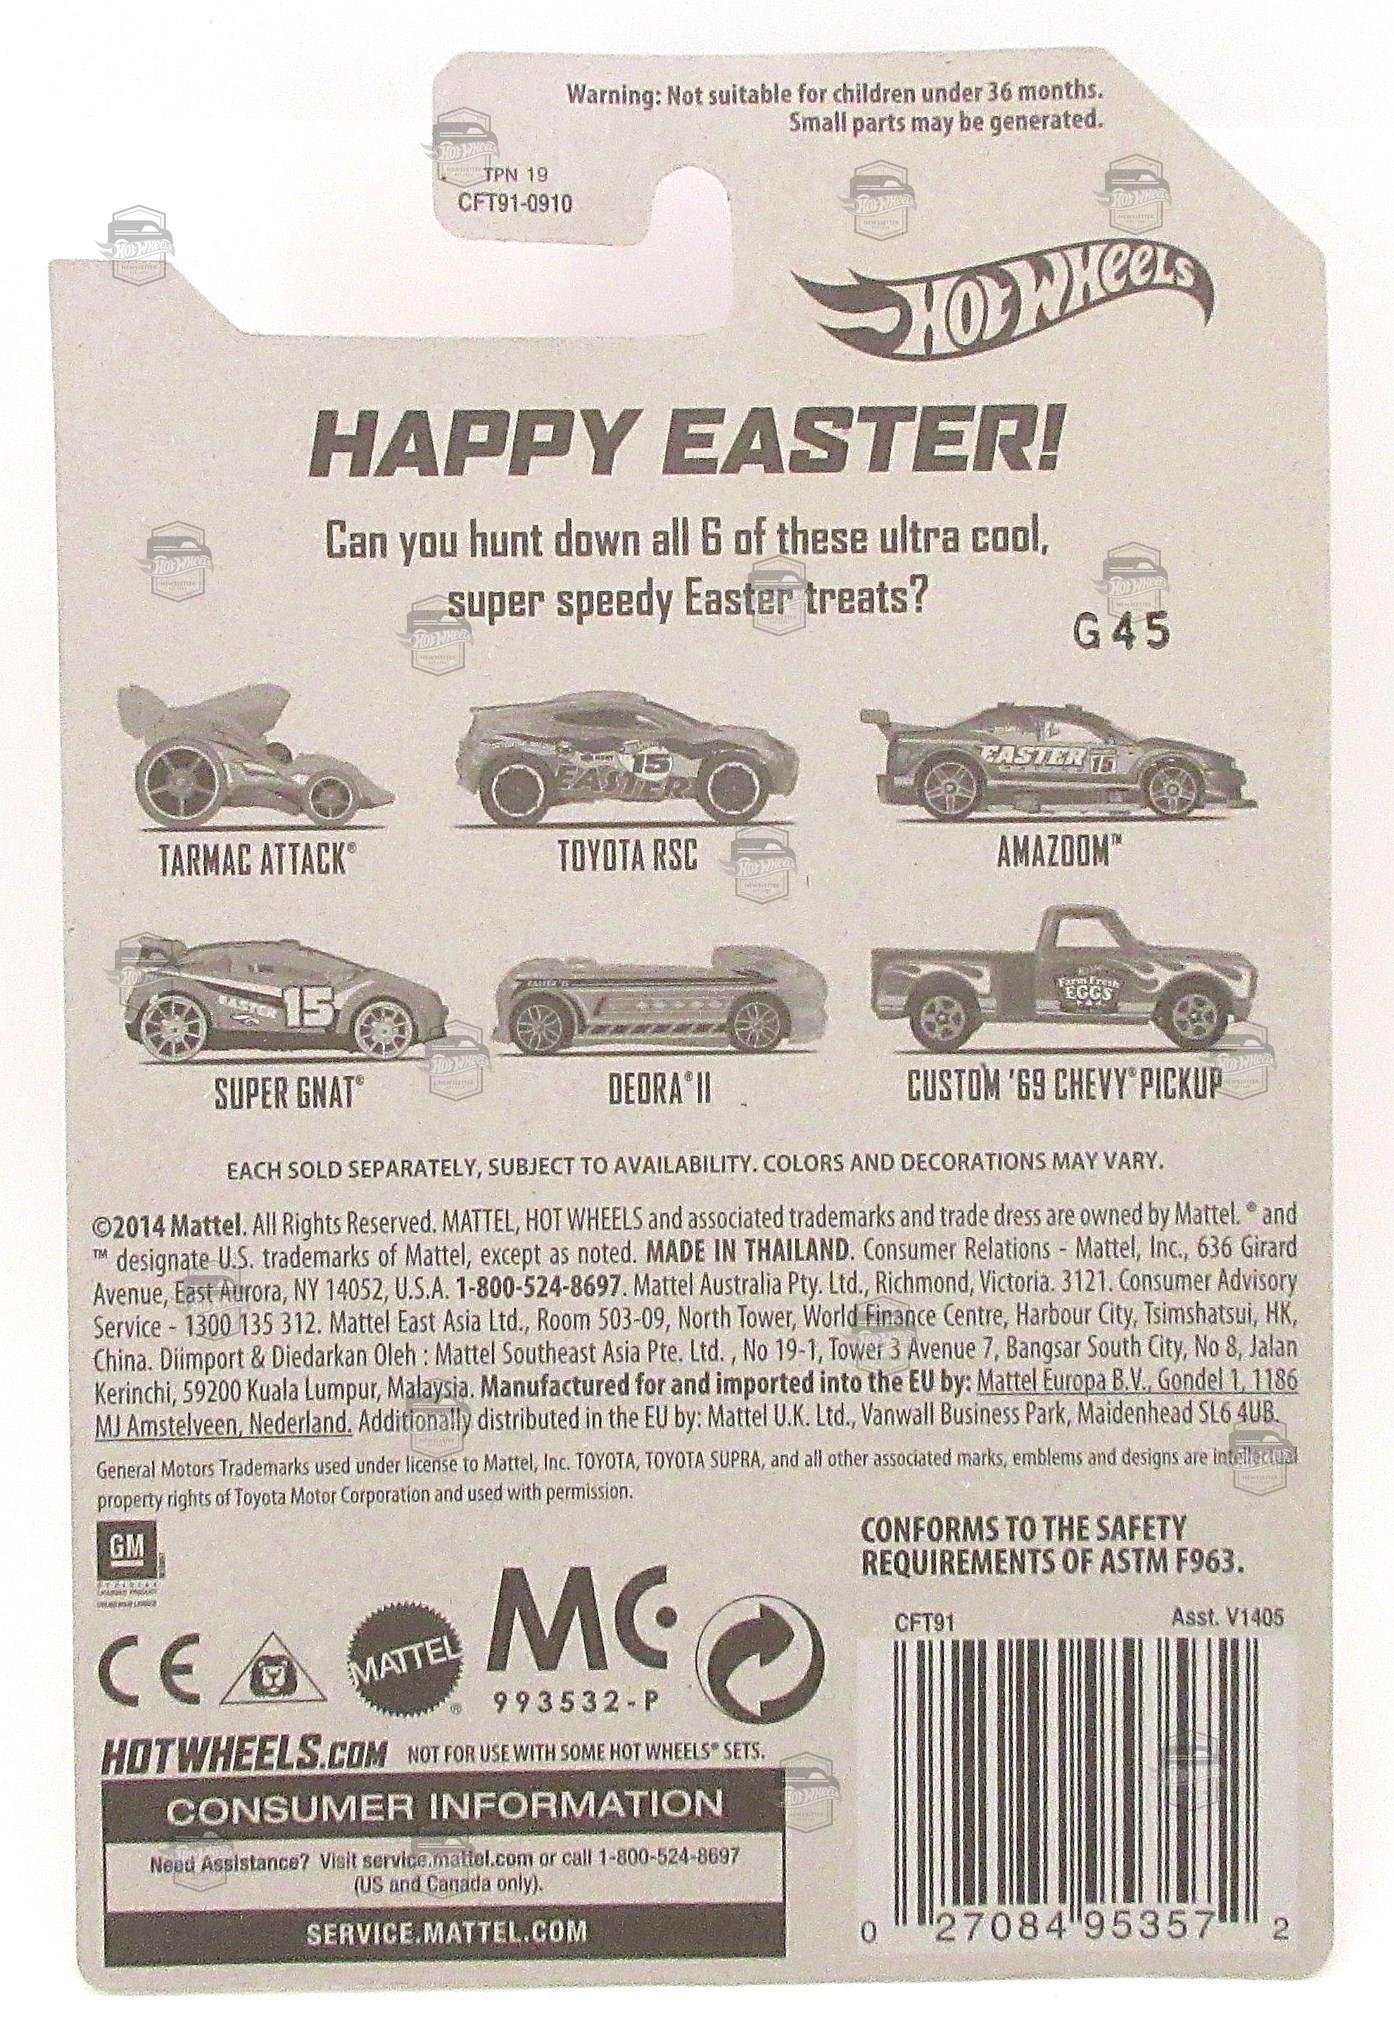 Warning: Not suitable for children under 36 months.
Small parts may be generated.
TPN 19
CFT91-0910
HOT WHEELS
HAPPY EASTER!
Can you hunt down all 6 of these ultra cool,
super speedy Easter treats?
G45
15
EASTER
EASTER 15
TARMAC ATTACK®
TOYOTA RSC
AMAZOOM™
EASTER 15
EASTER '15
Farm Fresh
EGGS
SUPER GNAT®
DEORA® II
CUSTOM '69 CHEVY® PICKUP
EACH SOLD SEPARATELY, SUBJECT TO AVAILABILITY. COLORS AND DECORATIONS MAY VARY.
©2014 Mattel. All Rights Reserved. MATTEL, HOT WHEELS and associated trademarks and trade dress are owned by Mattel. ® and
™ designate U.S. trademarks of Mattel, except as noted. MADE IN THAILAND. Consumer Relations - Mattel, Inc., 636 Girard
Avenue, East Aurora, NY 14052, U.S.A. 1-800-524-8697. Mattel Australia Pty. Ltd., Richmond, Victoria. 3121. Consumer Advisory
Service - 1300 135 312. Mattel East Asia Ltd., Room 503-09, North Tower, World Finance Centre, Harbour City, Tsimshatsui, HK,
China. Diimport & Diedarkan Oleh : Mattel Southeast Asia Pte. Ltd. , No 19-1, Tower 3 Avenue 7, Bangsar South City, No 8, Jalan
Kerinchi, 59200 Kuala Lumpur, Malaysia. Manufactured for and imported into the EU by: Mattel Europa B.V., Gondel 1, 1186
MJ Amstelveen, Nederland. Additionally distributed in the EU by: Mattel U.K. Ltd., Vanwall Business Park, Maidenhead SL6 4UB.
General Motors Trademarks used under license to Mattel, Inc. TOYOTA, TOYOTA SUPRA, and all other associated marks, emblems and designs are intellectual
property rights of Toyota Motor Corporation and used with permission.
GM
CONFORMS TO THE SAFETY
REQUIREMENTS OF ASTM F963.
CE
MATTEL®
MC
993532-P
CFT91 Asst. V1405
HOTWHEELS.COM NOT FOR USE WITH SOME HOT WHEELS® SETS.
CONSUMER INFORMATION
Need Assistance? Visit service.mattel.com or call 1-800-524-8697
(US and Canada only).
SERVICE.MATTEL.COM
0 27084 95357 2